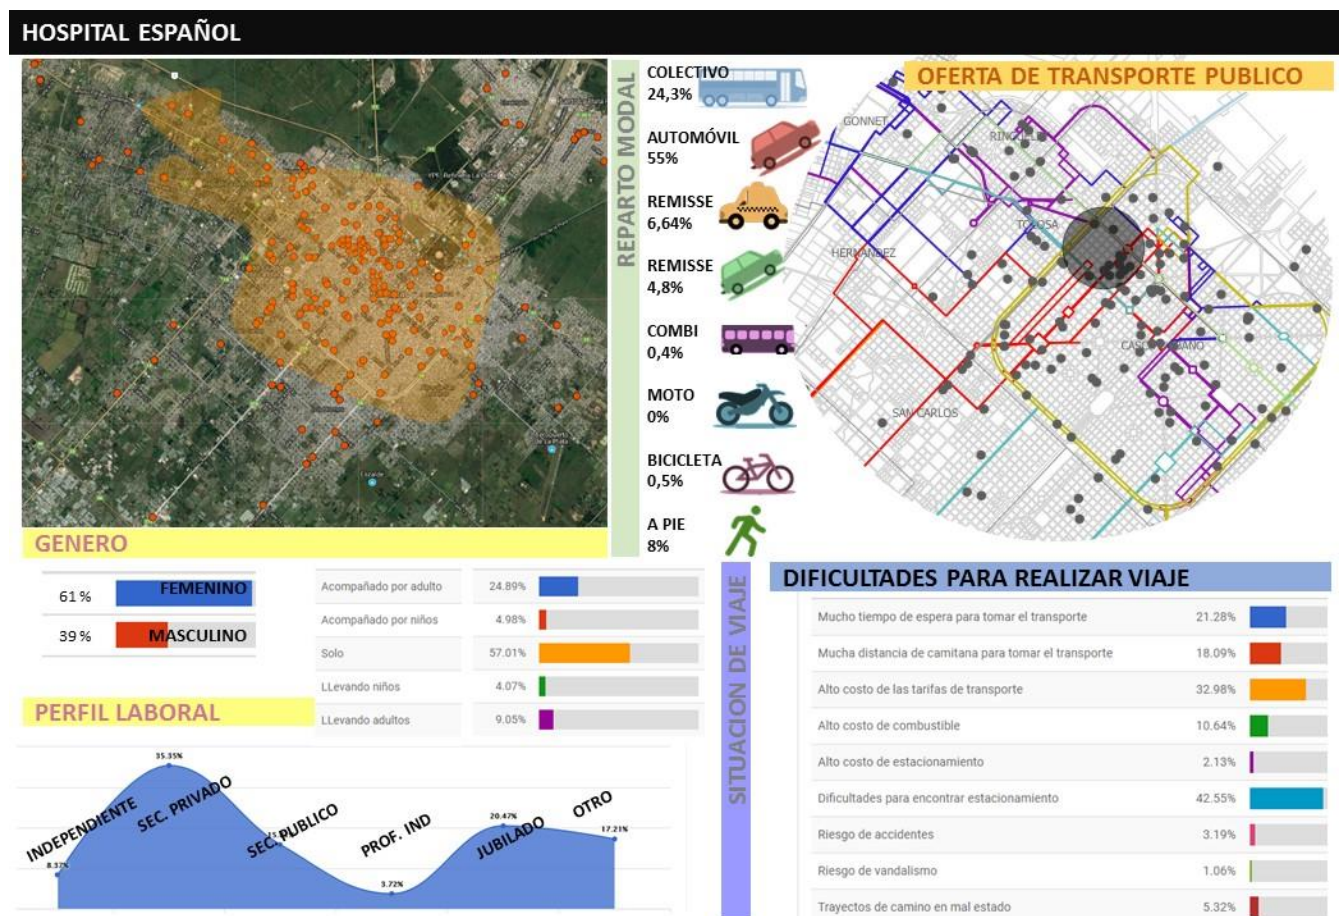 HOSPITAL ESPAÑOL
REPARTO MODAL
COLECTIVO
24,3%
AUTOMÓVIL
55%
REMISSE
6,64%
REMISSE
4,8%
COMBI
0,4%
MOTO
0%
BICICLETA
0,5%
A PIE
8%
OFERTA DE TRANSPORTE PUBLICO
GONNET
TOLOSA
HERNANDEZ
SAN CARLOS
GENERO
61% FEMENINO
39% MASCULINO
Acompañado por adulto 24.89%
Acompañado por niños 4.98%
Solo 57.01%
LLevando niños 4.07%
LLevando adultos 9.05%
PERFIL LABORAL
INDEPENDIENTE
8.37%
SEC. PRIVADO
35.35%
SEC. PUBLICO
PROF. IND
3.72%
JUBILADO
20.47%
OTRO
17.21%
SITUACION DE VIAJE
DIFICULTADES PARA REALIZAR VIAJE
Mucho tiempo de espera para tomar el transporte 21.28%
Mucha distancia de camitana para tomar el transporte 18.09%
Alto costo de las tarifas de transporte 32.98%
Alto costo de combustible 10.64%
Alto costo de estacionamiento 2.13%
Dificultades para encontrar estacionamiento 42.55%
Riesgo de accidentes 3.19%
Riesgo de vandalismo 1.06%
Trayectos de camino en mal estado 5.32%